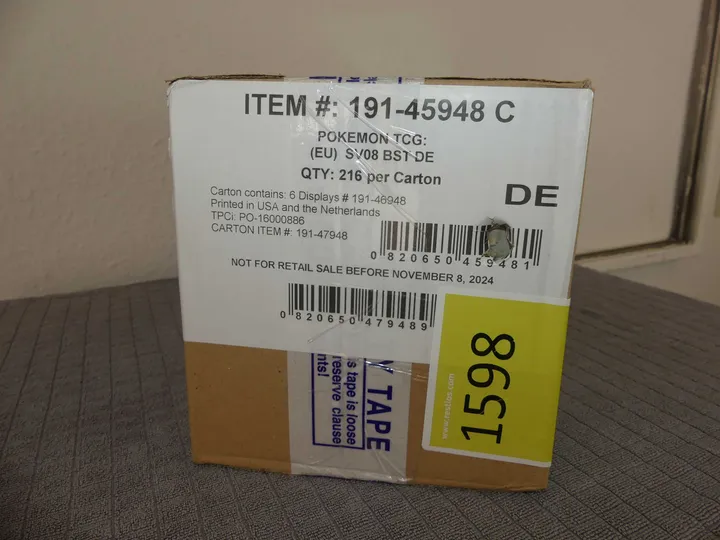 ITEM #: 191-45948 C
POKEMON TCG:
(EU) SV08 BST DE
QTY: 216 per Carton
Carton contains: 6 Displays # 191-46948
Printed in USA and the Netherlands
TPCi: PO-16000886
CARTON ITEM #: 191-47948
DE
0 820650 459481
NOT FOR RETAIL SALE BEFORE NOVEMBER 8, 2024
0 820650 479489
TAPE
s tape is loose
reserve clause
nts!
1598